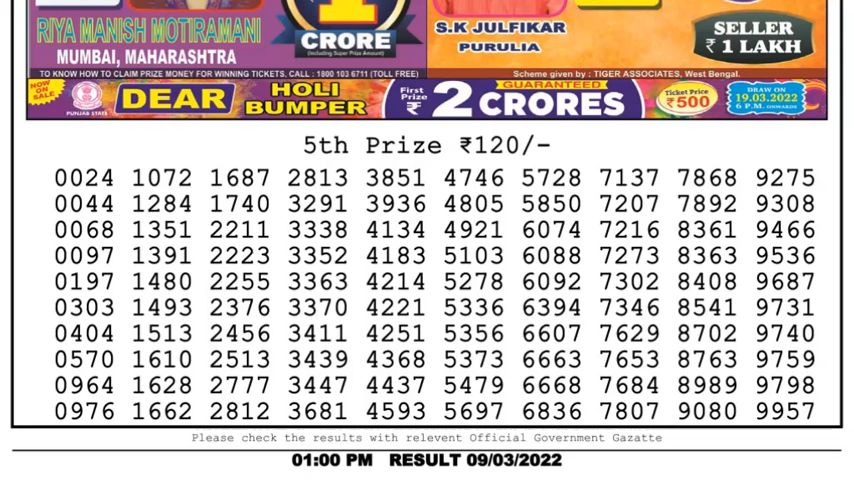 1
RIYA MANISH MOTIRAMANI
MUMBAI, MAHARASHTRA
CRORE
(Including Super Prize Amount)
S.K JULFIKAR
PURULIA
SELLER
₹ 1 LAKH
TO KNOW HOW TO CLAIM PRIZE MONEY FOR WINNING TICKETS. CALL : 1800 103 6711 (TOLL FREE)
Scheme given by : TIGER ASSOCIATES, West Bengal.
NOW ON SALE
PUNJAB STATE
DEAR
HOLI
BUMPER
First Prize ₹
GUARANTEED
2 CRORES
Ticket Price
₹500
DRAW ON
19.03.2022
6 P.M. ONWARDS
5th Prize ₹120/-
0024 1072 1687 2813 3851 4746 5728 7137 7868 9275
0044 1284 1740 3291 3936 4805 5850 7207 7892 9308
0068 1351 2211 3338 4134 4921 6074 7216 8361 9466
0097 1391 2223 3352 4183 5103 6088 7273 8363 9536
0197 1480 2255 3363 4214 5278 6092 7302 8408 9687
0303 1493 2376 3370 4221 5336 6394 7346 8541 9731
0404 1513 2456 3411 4251 5356 6607 7629 8702 9740
0570 1610 2513 3439 4368 5373 6663 7653 8763 9759
0964 1628 2777 3447 4437 5479 6668 7684 8989 9798
0976 1662 2812 3681 4593 5697 6836 7807 9080 9957
Please check the results with relevent Official Government Gazatte
01:00 PM RESULT 09/03/2022